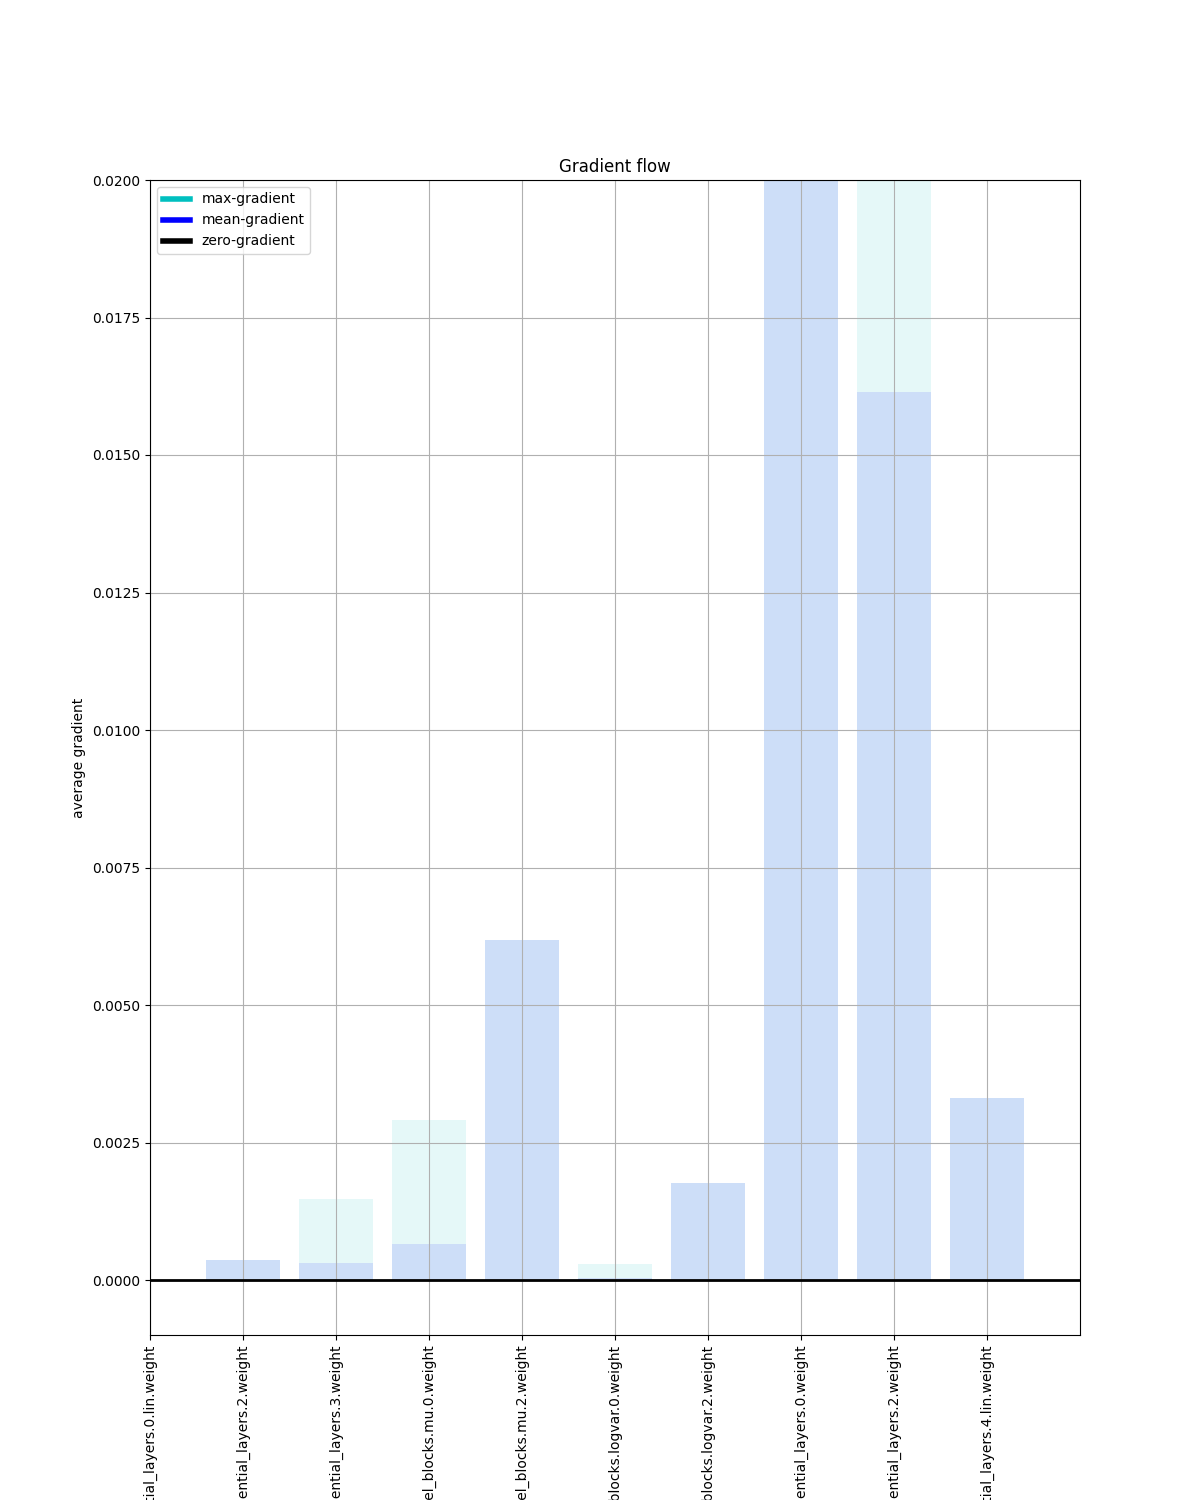 Gradient flow
max-gradient
mean-gradient
zero-gradient
0.0200
0.0175
0.0150
0.0125
0.0100
0.0075
0.0050
0.0025
0.0000
average gradient
tial_layers.0.lin.weight
ential_layers.2.weight
ential_layers.3.weight
el_blocks.mu.0.weight
el_blocks.mu.2.weight
blocks.logvar.0.weight
blocks.logvar.2.weight
ential_layers.0.weight
ential_layers.2.weight
tial_layers.4.lin.weight